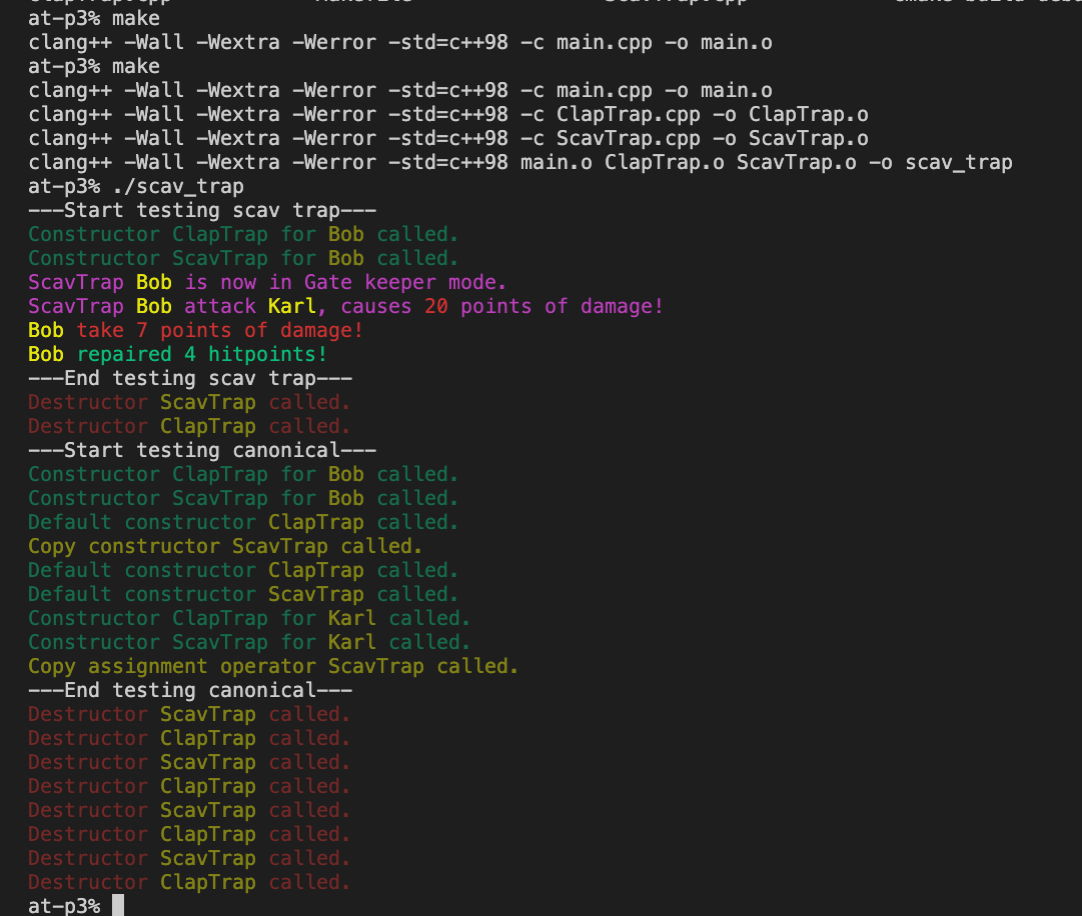 at-p3% make
clang++ -Wall -Wextra -Werror -std=c++98 -c main.cpp -o main.o
at-p3% make
clang++ -Wall -Wextra -Werror -std=c++98 -c main.cpp -o main.o
clang++ -Wall -Wextra -Werror -std=c++98 -c ClapTrap.cpp -o ClapTrap.o
clang++ -Wall -Wextra -Werror -std=c++98 -c ScavTrap.cpp -o ScavTrap.o
clang++ -Wall -Wextra -Werror -std=c++98 main.o ClapTrap.o ScavTrap.o -o scav_trap
at-p3% ./scav_trap
---Start testing scav trap---
Constructor ClapTrap for Bob called.
Constructor ScavTrap for Bob called.
ScavTrap Bob is now in Gate keeper mode.
ScavTrap Bob attack Karl, causes 20 points of damage!
Bob take 7 points of damage!
Bob repaired 4 hitpoints!
---End testing scav trap---
Destructor ScavTrap called.
Destructor ClapTrap called.
---Start testing canonical---
Constructor ClapTrap for Bob called.
Constructor ScavTrap for Bob called.
Default constructor ClapTrap called.
Copy constructor ScavTrap called.
Default constructor ClapTrap called.
Default constructor ScavTrap called.
Constructor ClapTrap for Karl called.
Constructor ScavTrap for Karl called.
Copy assignment operator ScavTrap called.
---End testing canonical---
Destructor ScavTrap called.
Destructor ClapTrap called.
Destructor ScavTrap called.
Destructor ClapTrap called.
Destructor ScavTrap called.
Destructor ClapTrap called.
Destructor ScavTrap called.
Destructor ClapTrap called.
at-p3%